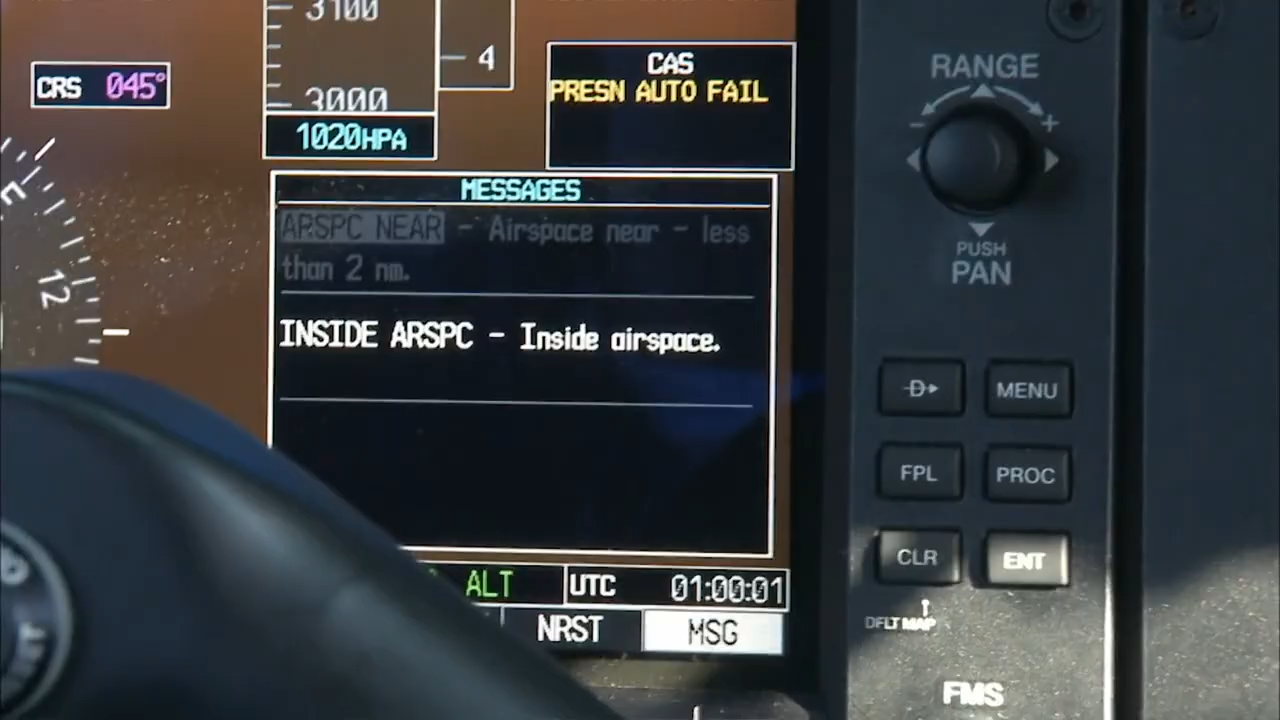 3100
4
3000
CRS 045°
1020HPA
CAS
PRESN AUTO FAIL
MESSAGES
ARSPC NEAR - Airspace near - less
than 2 nm.
INSIDE ARSPC - Inside airspace.
12
E
ALT
UTC 01:00:01
NRST
MSG
RANGE
- +
PUSH
PAN
D
MENU
FPL
PROC
CLR
ENT
DFLT MAP
FMS